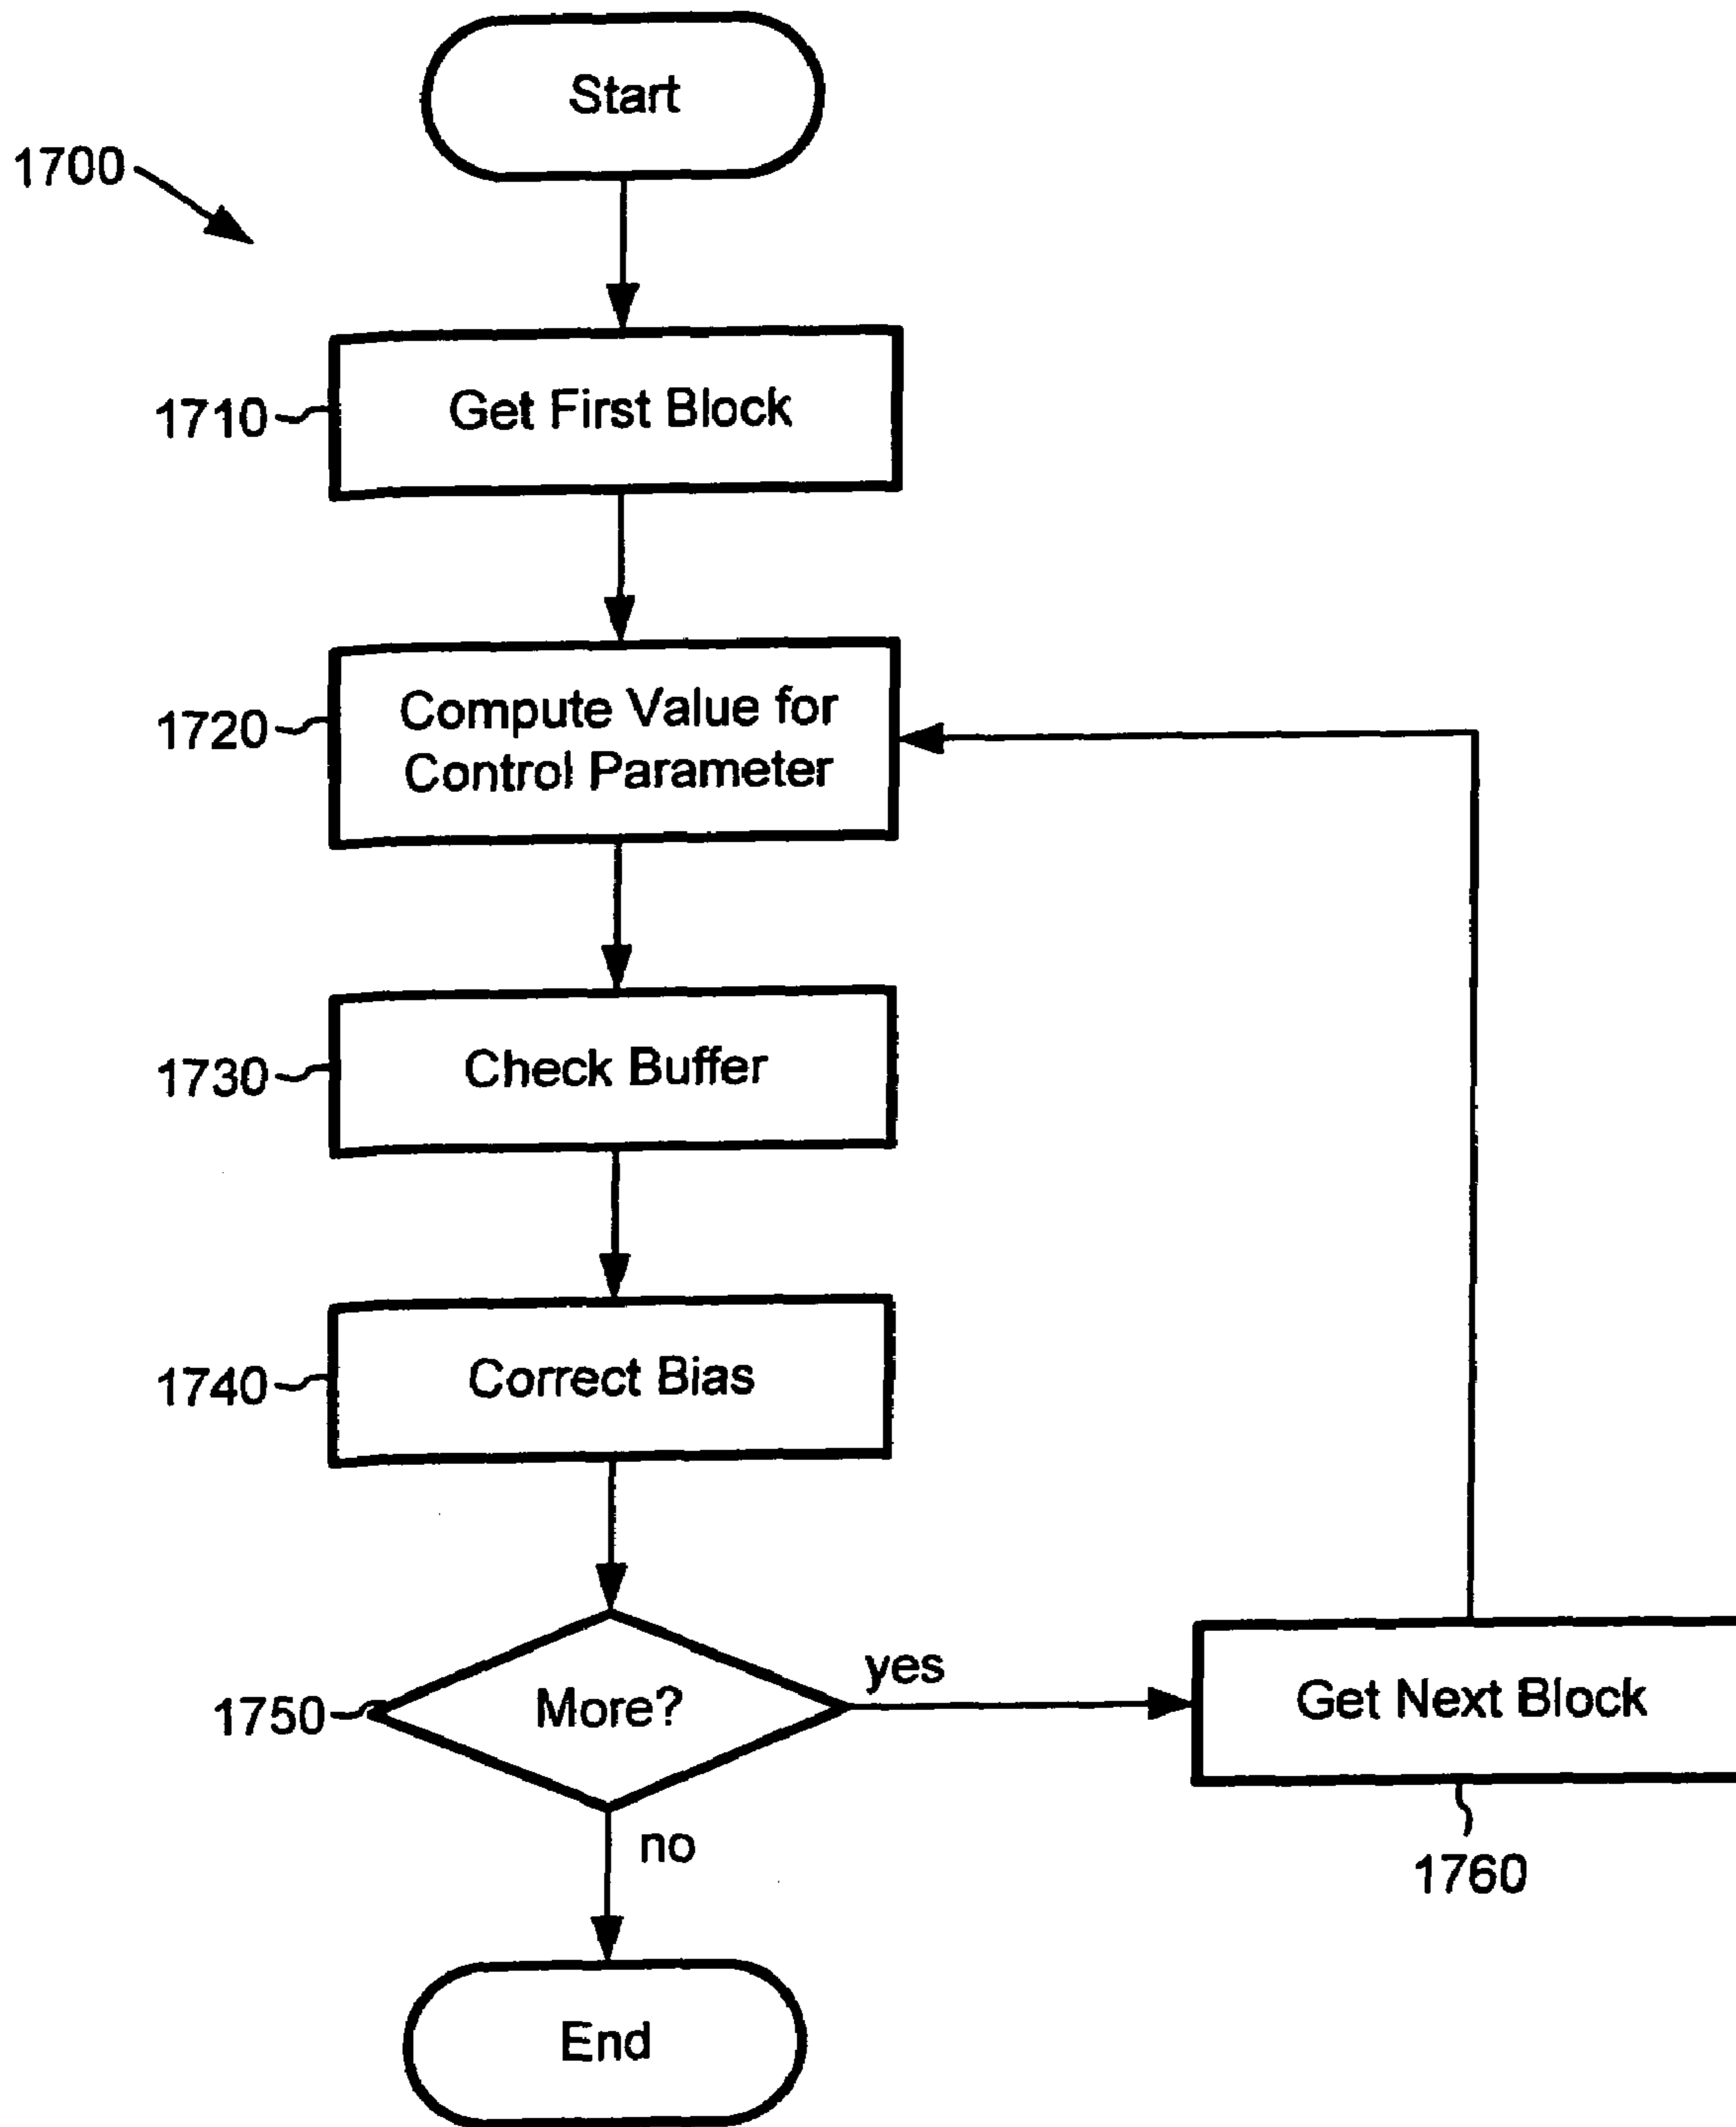 Start
1700
1710
Get First Block
1720
Compute Value for
Control Parameter
1730
Check Buffer
1740
Correct Bias
1750
More?
yes
Get Next Block
1760
no
End